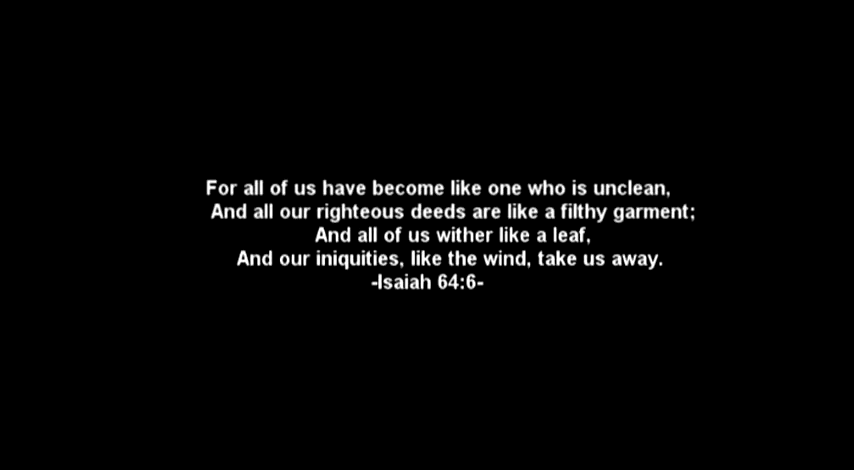 For all of us have become like one who is unclean,
And all our righteous deeds are like a filthy garment;
And all of us wither like a leaf,
And our iniquities, like the wind, take us away.
-Isaiah 64:6-